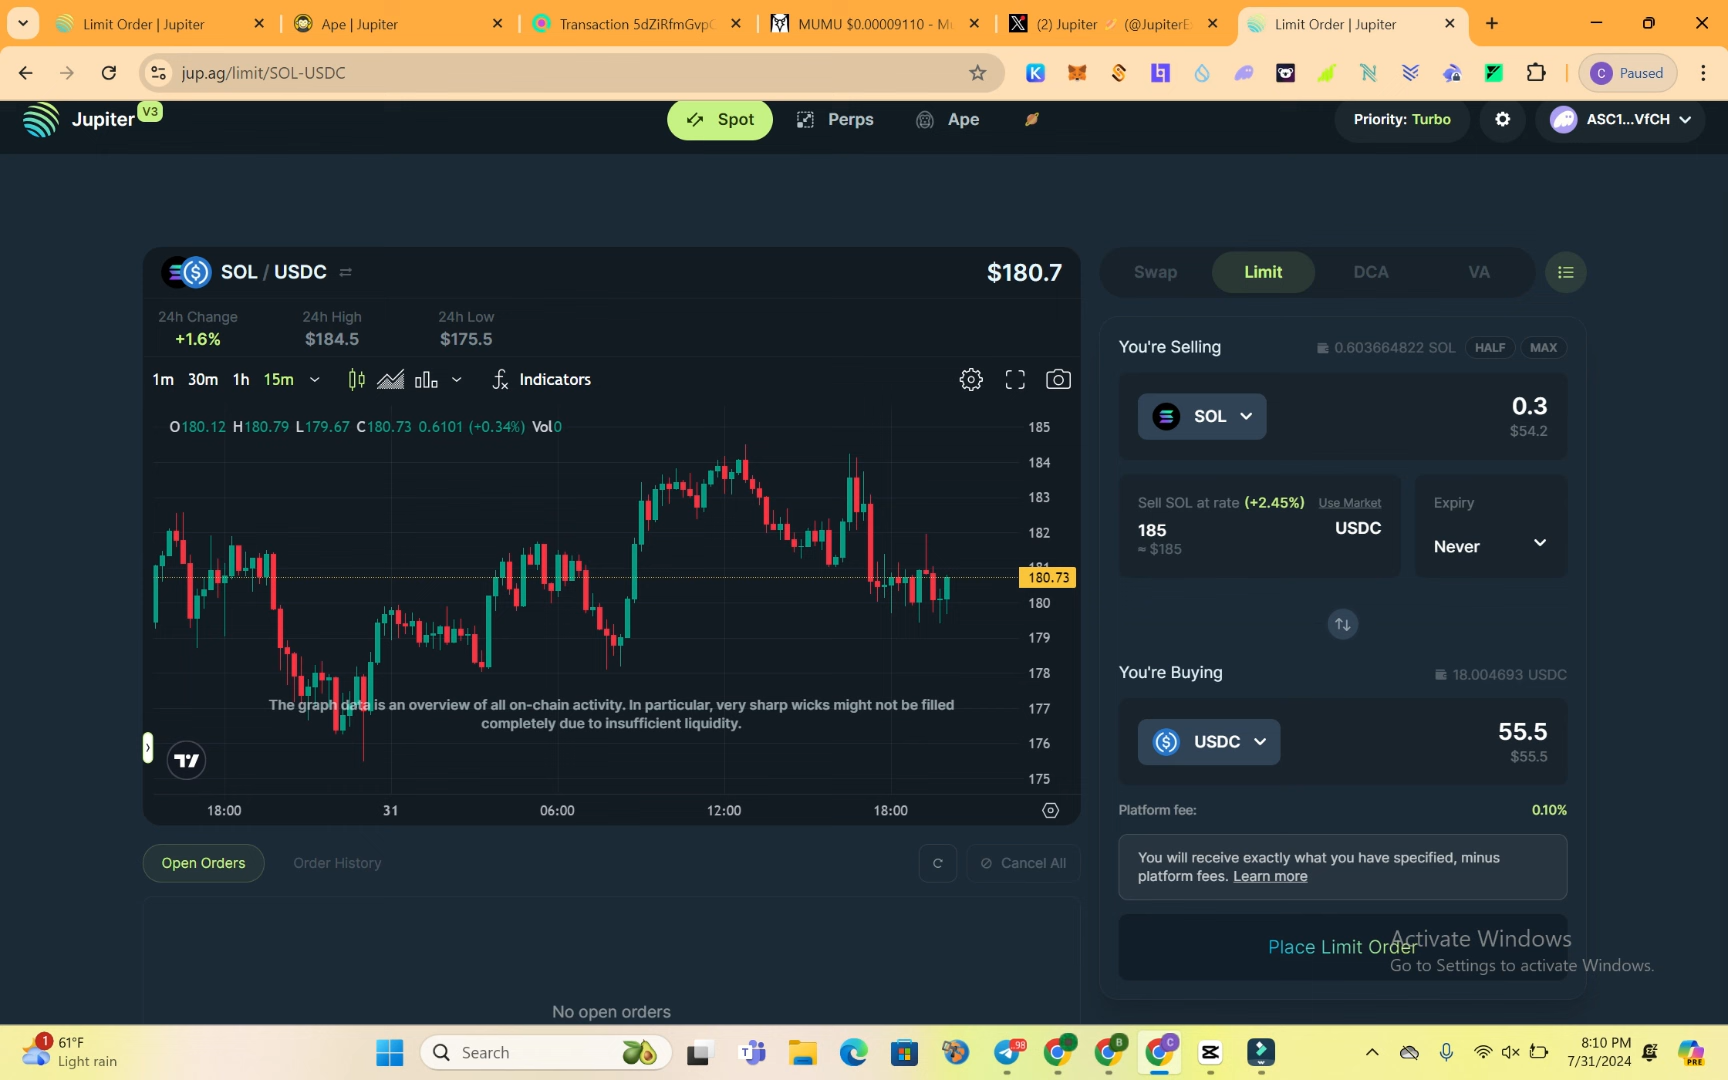 Limit Order | Jupiter
Ape | Jupiter
Transaction 5dZiRfmGvpC
MUMU $0.00009110 - M
(2) Jupiter (@JupiterE
Limit Order | Jupiter
jup.ag/limit/SOL-USDC
C Paused
Jupiter V3
Spot
Perps
Ape
Priority: Turbo
ASC1...VfCH
SOL / USDC
$180.7
24h Change
24h High
24h Low
+1.6%
$184.5
$175.5
1m 30m 1h 15m
Indicators
O180.12 H180.79 L179.67 C180.73 0.6101 (+0.34%) Vol0
185
184
183
182
181
180.73
180
179
178
177
176
175
The graph data is an overview of all on-chain activity. In particular, very sharp wicks might not be filled
completely due to insufficient liquidity.
18:00
31
06:00
12:00
18:00
Open Orders
Order History
Cancel All
No open orders
Swap
Limit
DCA
VA
You're Selling
0.603664822 SOL
HALF
MAX
SOL
0.3
$54.2
Sell SOL at rate (+2.45%)
Use Market
185
USDC
≈ $185
Expiry
Never
You're Buying
18.004693 USDC
USDC
55.5
$55.5
Platform fee:
0.10%
You will receive exactly what you have specified, minus
platform fees. Learn more
Place Limit Order
Activate Windows
Go to Settings to activate Windows.
1
61°F
Light rain
Search
98
B
C
8:10 PM
7/31/2024
PRE